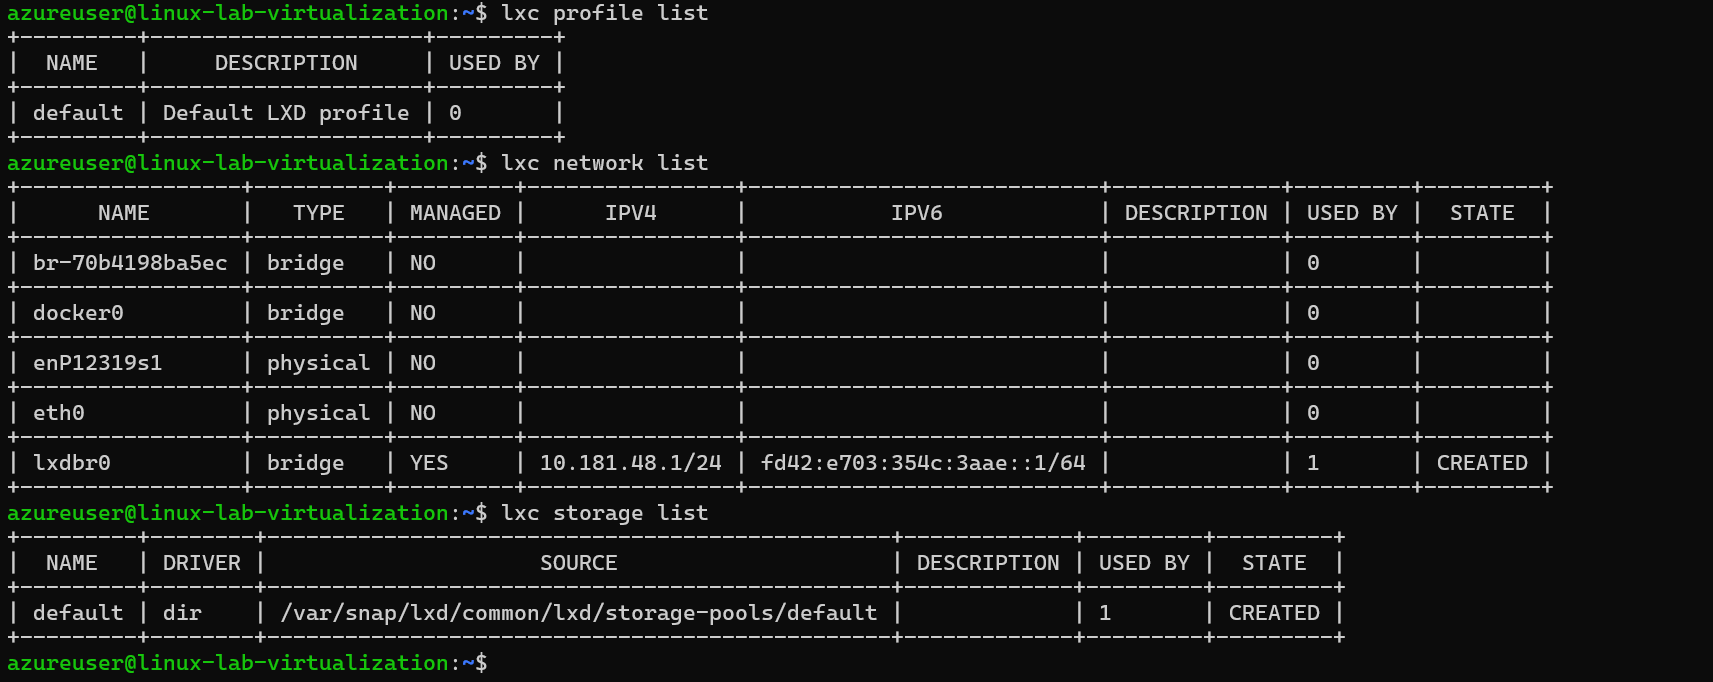 azureuser@linux-lab-virtualization:~$ lxc profile list
+---------+---------------------+---------+
|  NAME   |     DESCRIPTION     | USED BY |
+---------+---------------------+---------+
| default | Default LXD profile | 0       |
+---------+---------------------+---------+
azureuser@linux-lab-virtualization:~$ lxc network list
+-----------------+----------+---------+----------------+---------------------------+-------------+---------+---------+
|      NAME       |   TYPE   | MANAGED |      IPV4      |           IPV6            | DESCRIPTION | USED BY |  STATE  |
+-----------------+----------+---------+----------------+---------------------------+-------------+---------+---------+
| br-70b4198ba5ec | bridge   | NO      |                |                           |             | 0       |         |
+-----------------+----------+---------+----------------+---------------------------+-------------+---------+---------+
| docker0         | bridge   | NO      |                |                           |             | 0       |         |
+-----------------+----------+---------+----------------+---------------------------+-------------+---------+---------+
| enP12319s1      | physical | NO      |                |                           |             | 0       |         |
+-----------------+----------+---------+----------------+---------------------------+-------------+---------+---------+
| eth0            | physical | NO      |                |                           |             | 0       |         |
+-----------------+----------+---------+----------------+---------------------------+-------------+---------+---------+
| lxdbr0          | bridge   | YES     | 10.181.48.1/24 | fd42:e703:354c:3aae::1/64 |             | 1       | CREATED |
+-----------------+----------+---------+----------------+---------------------------+-------------+---------+---------+
azureuser@linux-lab-virtualization:~$ lxc storage list
+---------+--------+------------------------------------------------+-------------+---------+---------+
|  NAME   | DRIVER |                     SOURCE                     | DESCRIPTION | USED BY |  STATE  |
+---------+--------+------------------------------------------------+-------------+---------+---------+
| default | dir    | /var/snap/lxd/common/lxd/storage-pools/default |             | 1       | CREATED |
+---------+--------+------------------------------------------------+-------------+---------+---------+
azureuser@linux-lab-virtualization:~$